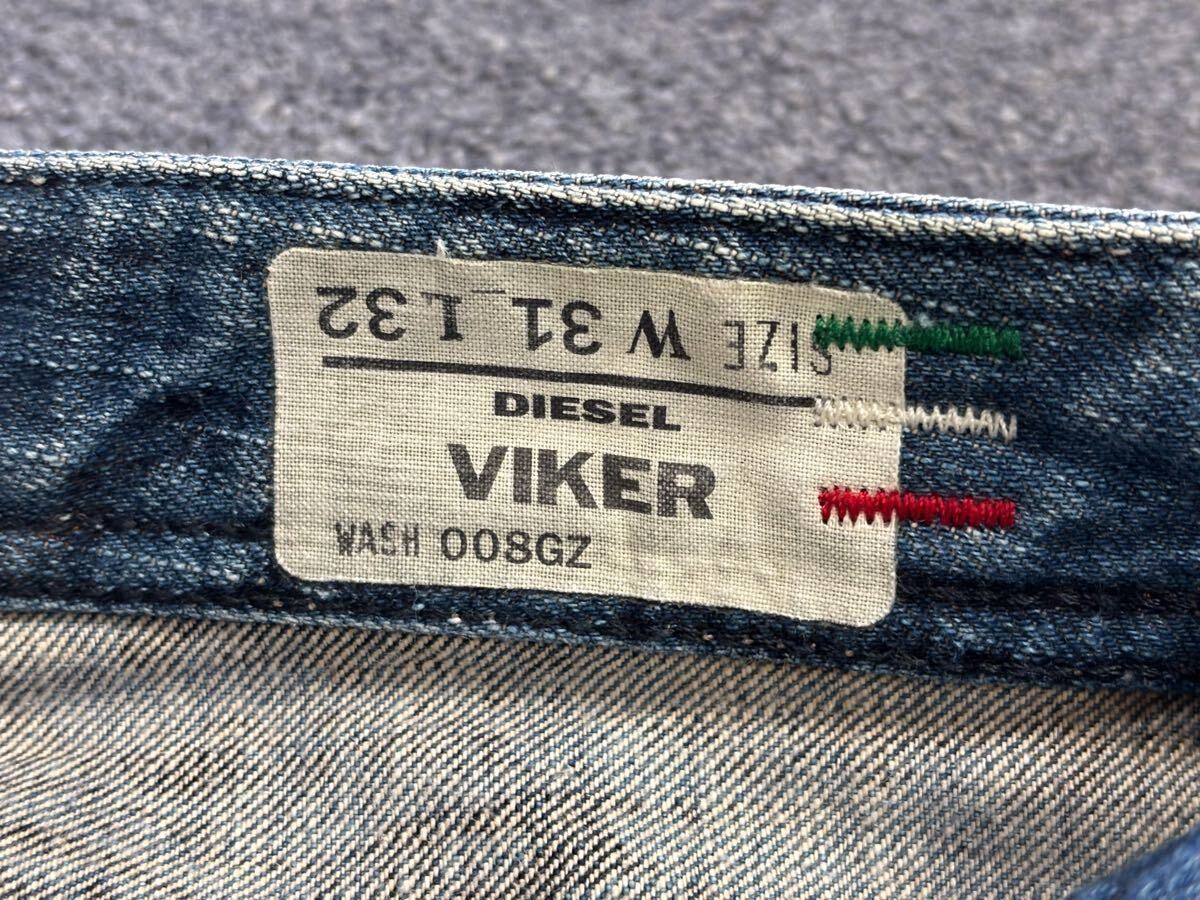 SIZE W 31 L 32
DIESEL
VIKER
WASH 008GZ